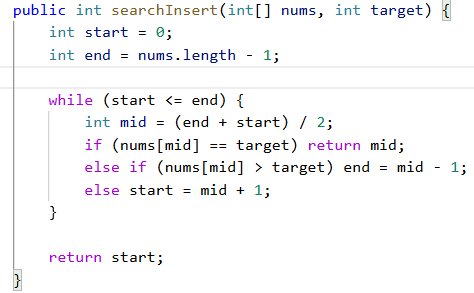 public int searchInsert(int[] nums, int target) {
    int start = 0;
    int end = nums.length - 1;

    while (start <= end) {
        int mid = (end + start) / 2;
        if (nums[mid] == target) return mid;
        else if (nums[mid] > target) end = mid - 1;
        else start = mid + 1;
    }

    return start;
}